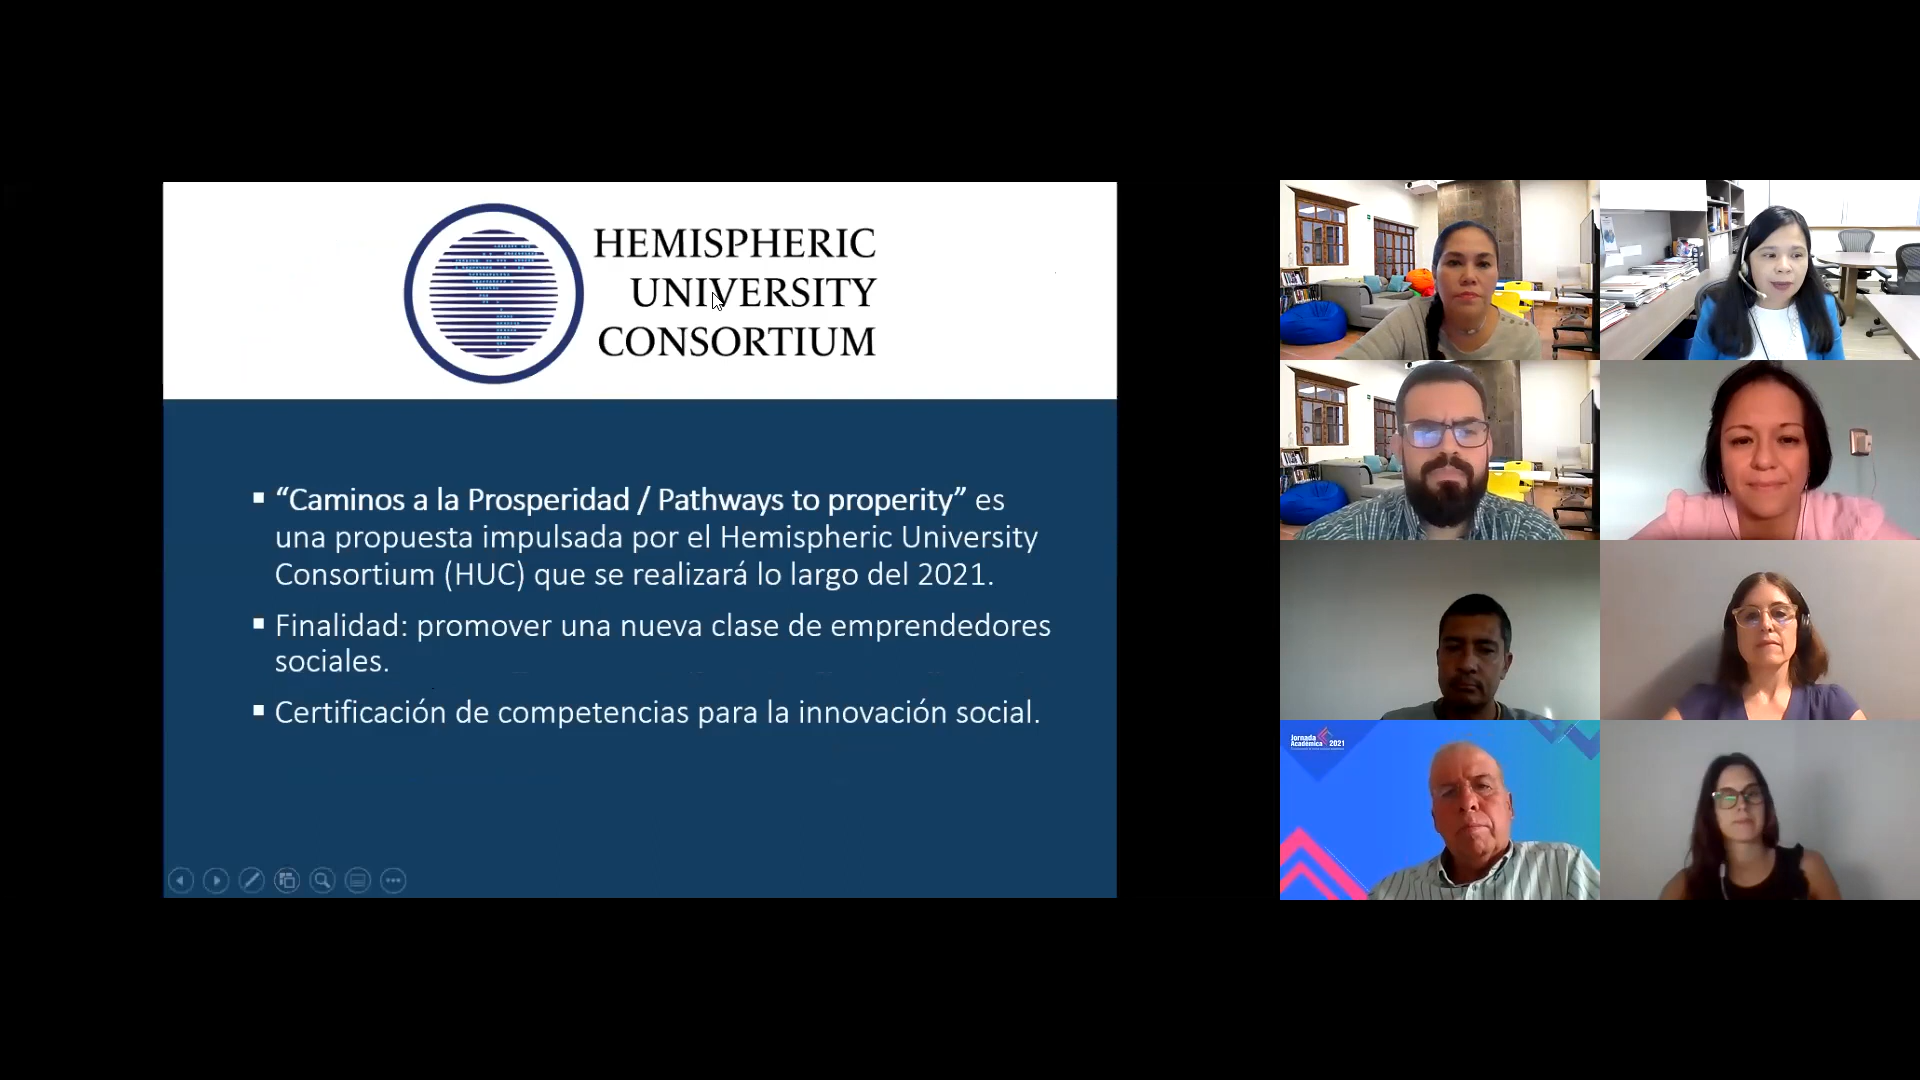 HEMISPHERIC
UNIVERSITY
CONSORTIUM
▪ “Caminos a la Prosperidad / Pathways to properity” es
una propuesta impulsada por el Hemispheric University
Consortium (HUC) que se realizará lo largo del 2021.
▪ Finalidad: promover una nueva clase de emprendedores
sociales.
▪ Certificación de competencias para la innovación social.
Jornada
Académica 2021